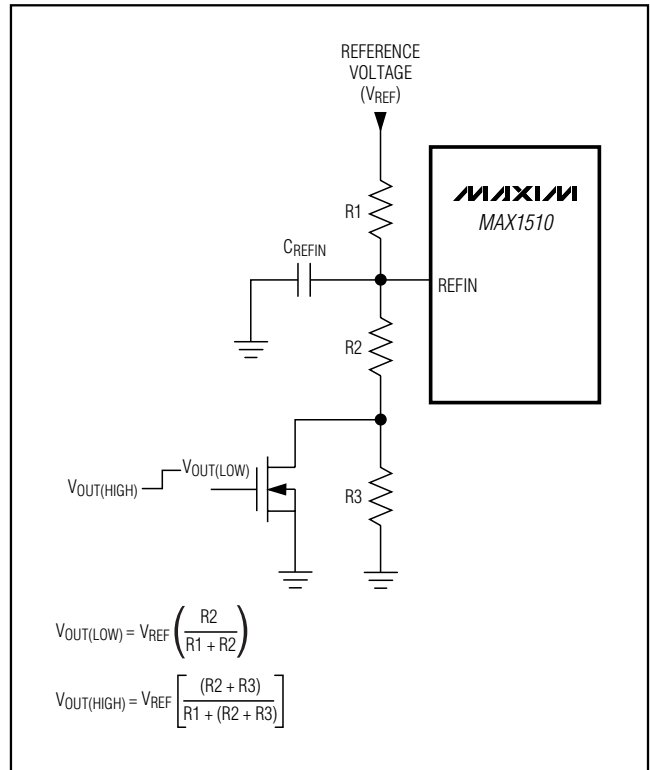 REFERENCE
VOLTAGE
(VREF)
MAXIM
MAX1510
R1
CREFIN
REFIN
R2
VOUT(HIGH)
VOUT(LOW)
R3
VOUT(LOW) = VREF ( R2 / R1 + R2 )
VOUT(HIGH) = VREF [ (R2 + R3) / R1 + (R2 + R3) ]